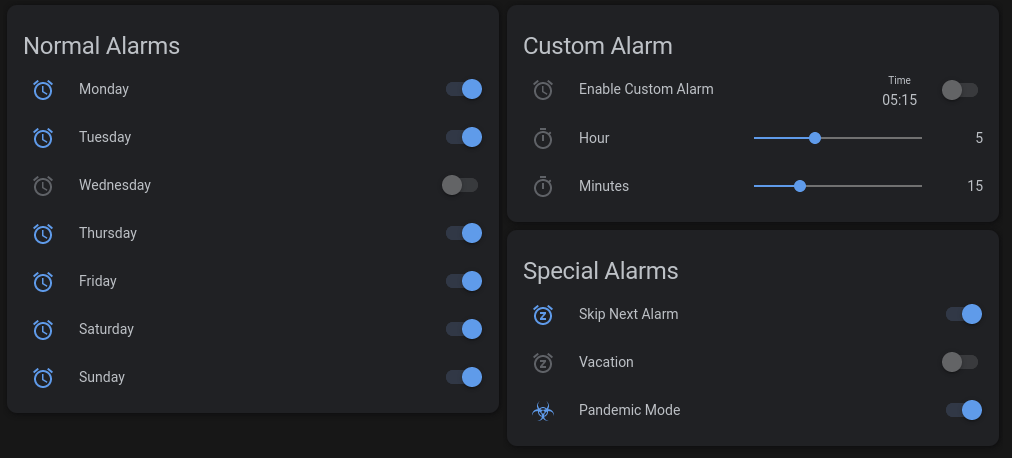 Normal Alarms
Monday
Tuesday
Wednesday
Thursday
Friday
Saturday
Sunday
Custom Alarm
Enable Custom Alarm
Time
05:15
Hour 5
Minutes 15
Special Alarms
Skip Next Alarm
Vacation
Pandemic Mode